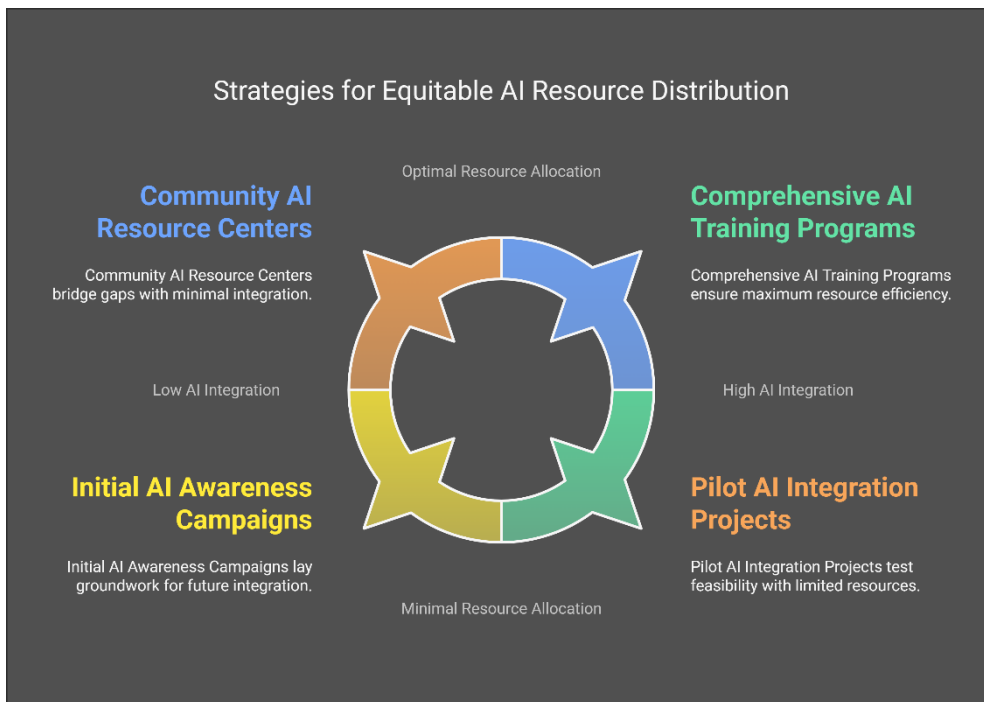 Strategies for Equitable AI Resource Distribution
Optimal Resource Allocation
Community AI
Resource Centers
Community AI Resource Centers
bridge gaps with minimal integration.
Comprehensive AI
Training Programs
Comprehensive AI Training Programs
ensure maximum resource efficiency.
Low AI Integration
High AI Integration
Initial AI Awareness
Campaigns
Initial AI Awareness Campaigns lay
groundwork for future integration.
Pilot AI Integration
Projects
Pilot AI Integration Projects test
feasibility with limited resources.
Minimal Resource Allocation